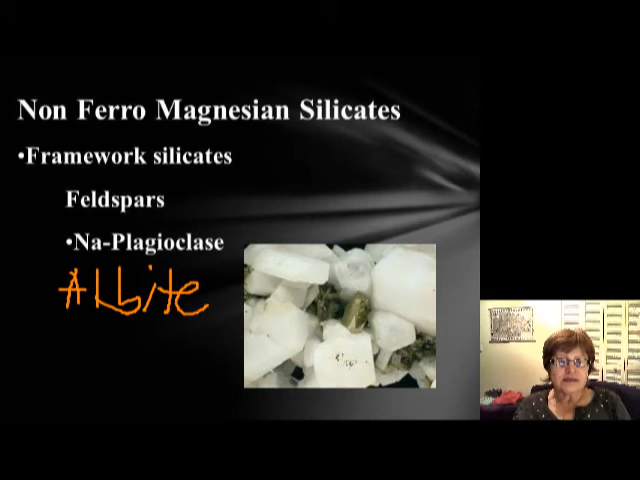 Non Ferro Magnesian Silicates
•Framework silicates
Feldspars
•Na-Plagioclase
Albite